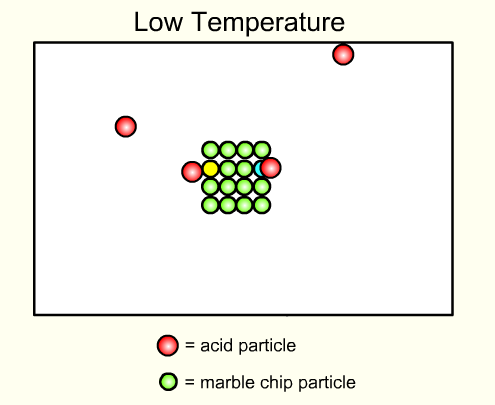 Low Temperature
= acid particle
= marble chip particle